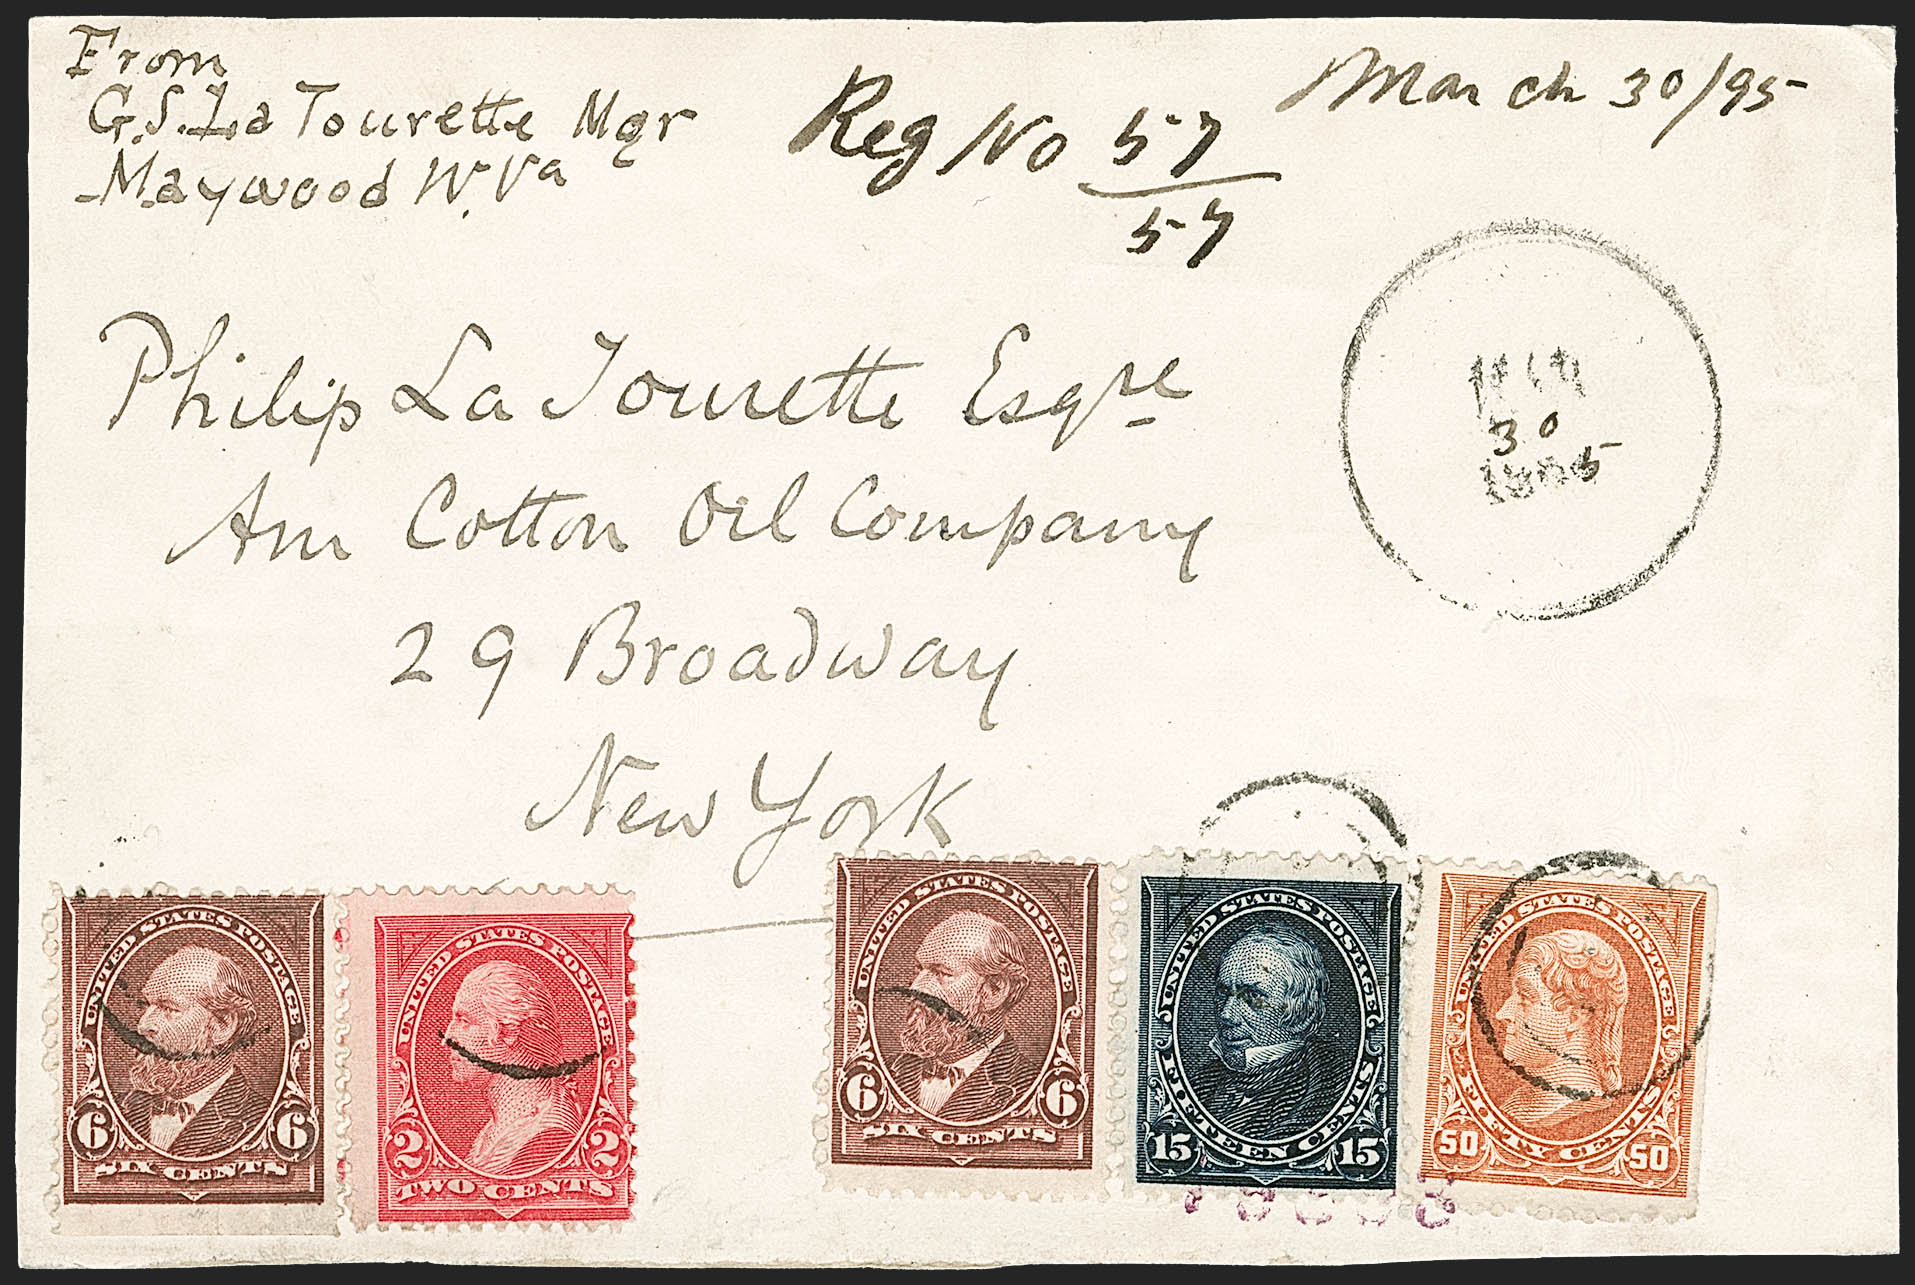 From
G.S. La Tourette Mgr
Maywood W.Va
Reg No 57
57
March 30/95
Philip La Tourette Esqre
Am Cotton Oil Company
29 Broadway
New York
30
5
UNITED STATES POSTAGE
6 6
SIX CENTS
UNITED STATES POSTAGE
2 2
TWO CENTS
UNITED STATES POSTAGE
6 6
SIX CENTS
UNITED STATES POSTAGE
FIFTEEN CENTS
15 15
UNITED STATES POSTAGE
FIFTY CENTS
50 50